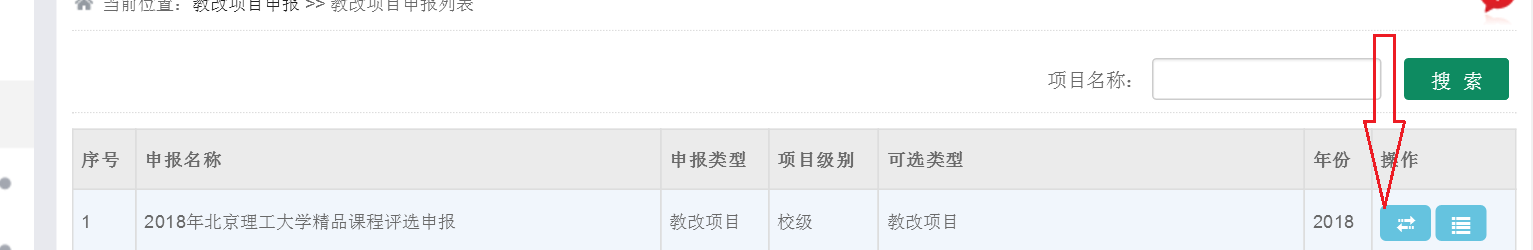 当前位置：教改项目申报 >> 教改项目申报列表
项目名称： 搜 索
序号 申报名称 申报类型 项目级别 可选类型 年份 操作
1 2018年北京理工大学精品课程评选申报 教改项目 校级 教改项目 2018